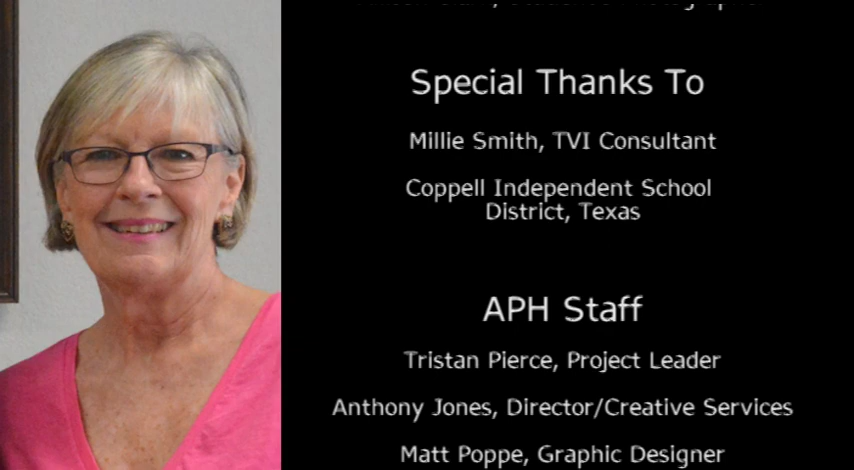 Special Thanks To
Millie Smith, TVI Consultant
Coppell Independent School
District, Texas
APH Staff
Tristan Pierce, Project Leader
Anthony Jones, Director/Creative Services
Matt Poppe, Graphic Designer